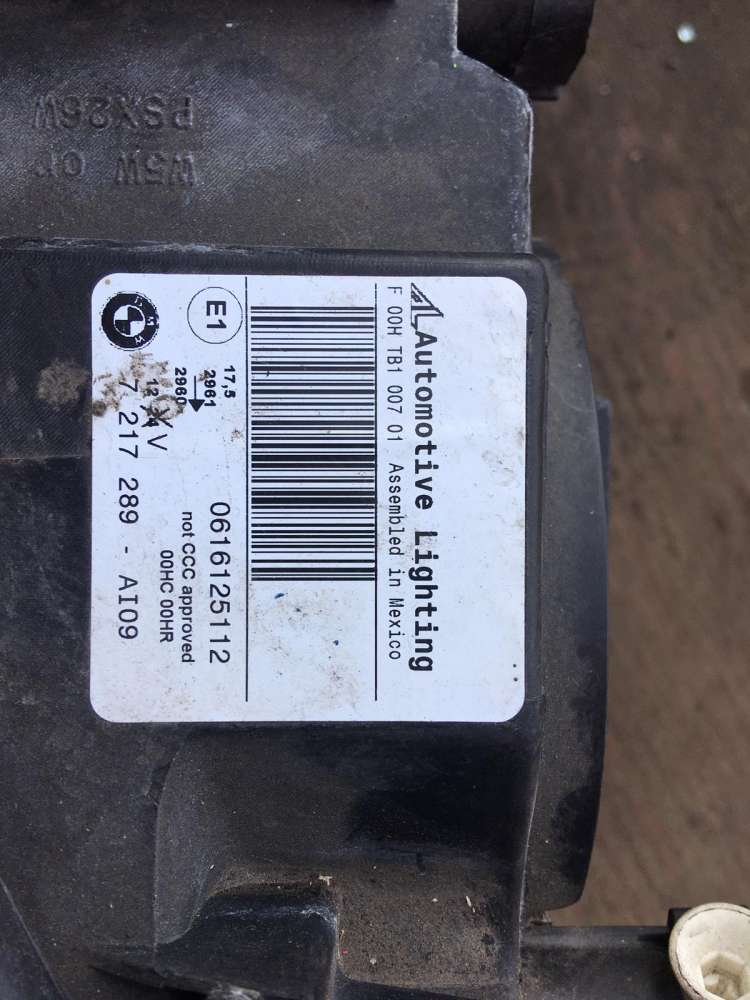 PSX26W
W5W or
Automotive Lighting
F 00H TB1 007 01 Assembled in Mexico
0616125112
not CCC approved
00HC 00HR
E1
17,5
2961
2960
V
7 217 289 - AI09